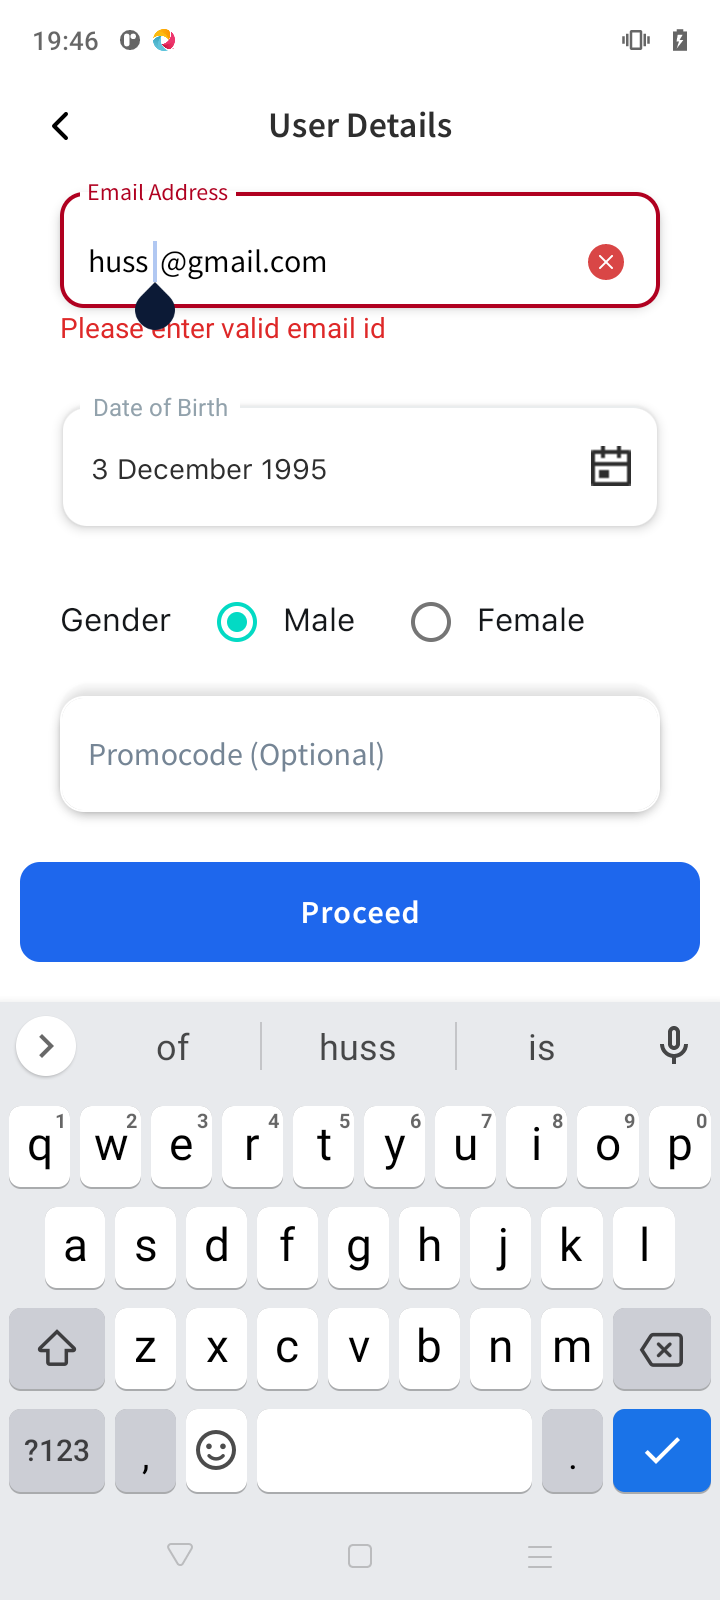 19:46
User Details
Email Address
huss @gmail.com
Please enter valid email id
Date of Birth
3 December 1995
Gender Male Female
Promocode (Optional)
Proceed
of huss is
q1 w2 e3 r4 t5 y6 u7 i8 o9 p0
a s d f g h j k l
z x c v b n m
?123 , .